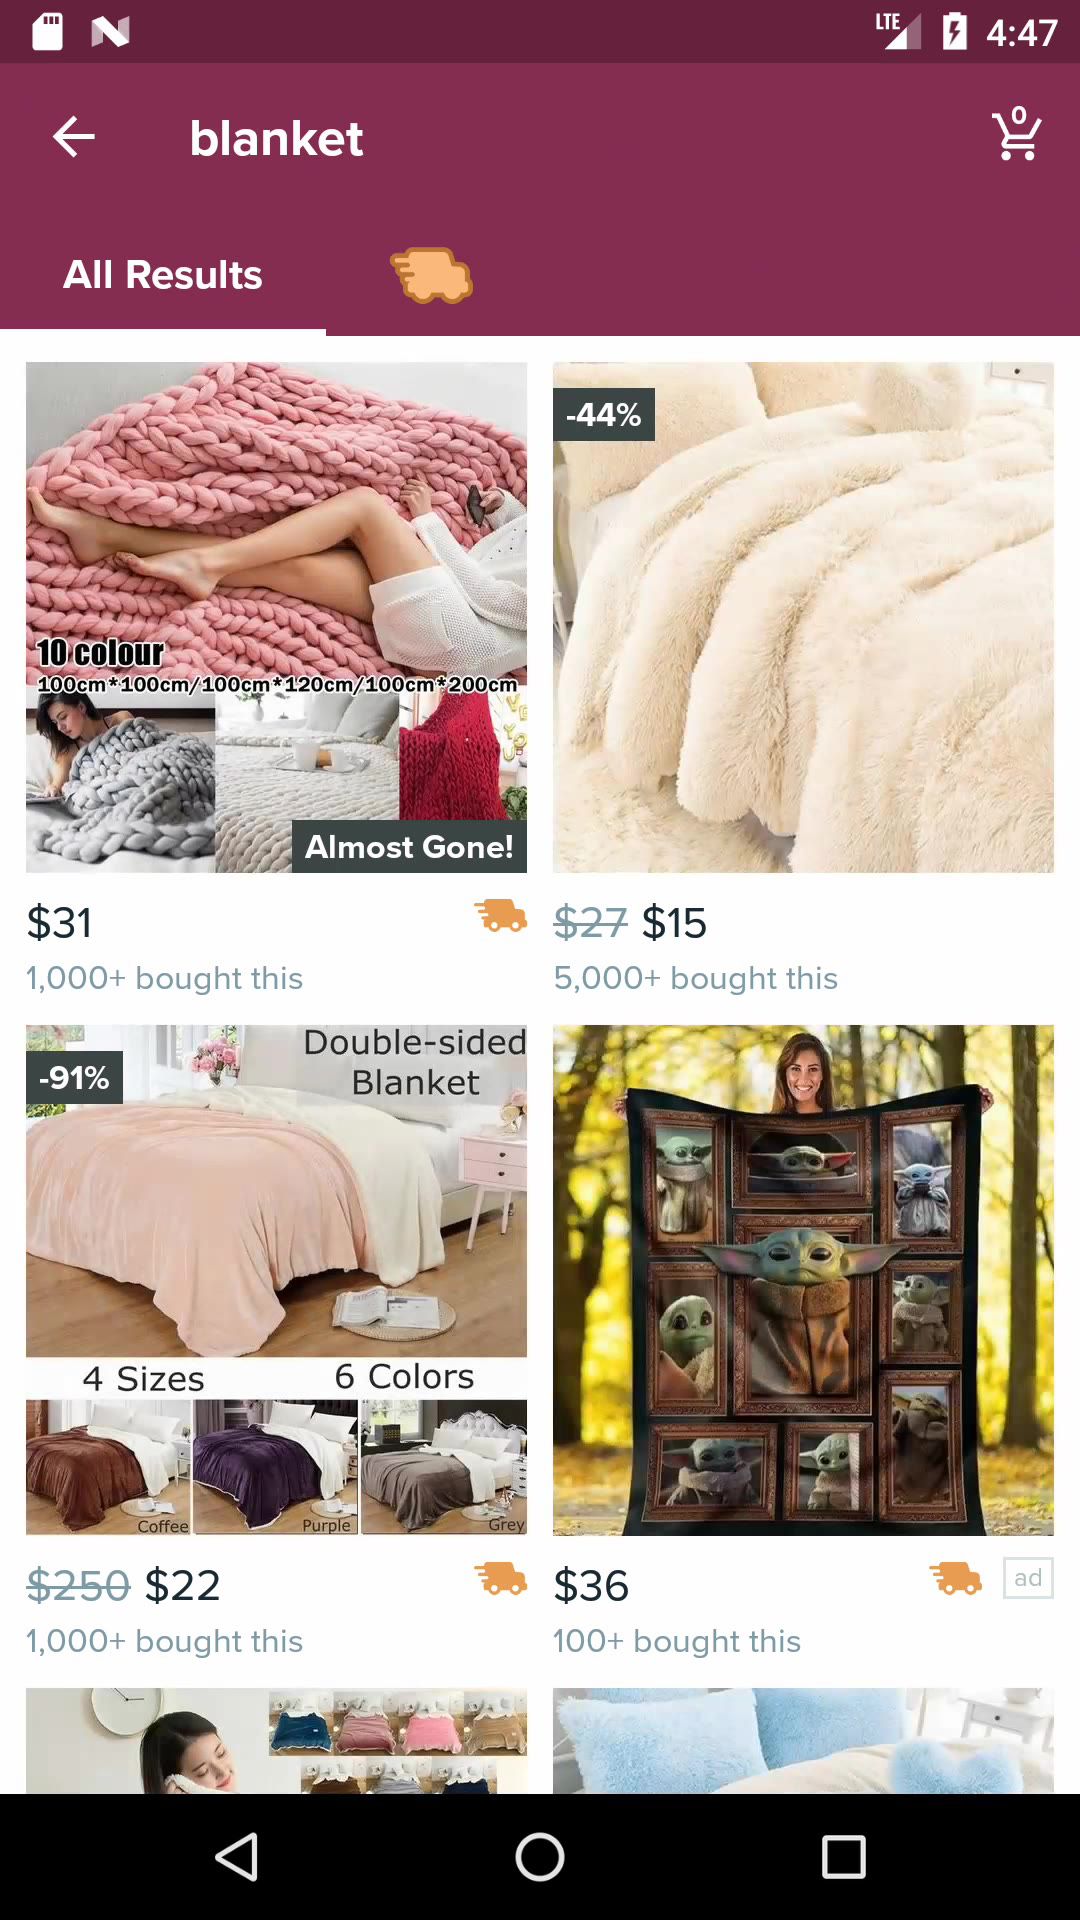 LTE
4:47
blanket
0
All Results
10 colour
100cm*100cm/100cm*120cm/100cm*200cm
Almost Gone!
-44%
$31
1,000+ bought this
$27 $15
5,000+ bought this
-91%
Double-sided
Blanket
4 Sizes
6 Colors
Coffee
Purple
Grey
$250 $22
1,000+ bought this
$36
ad
100+ bought this